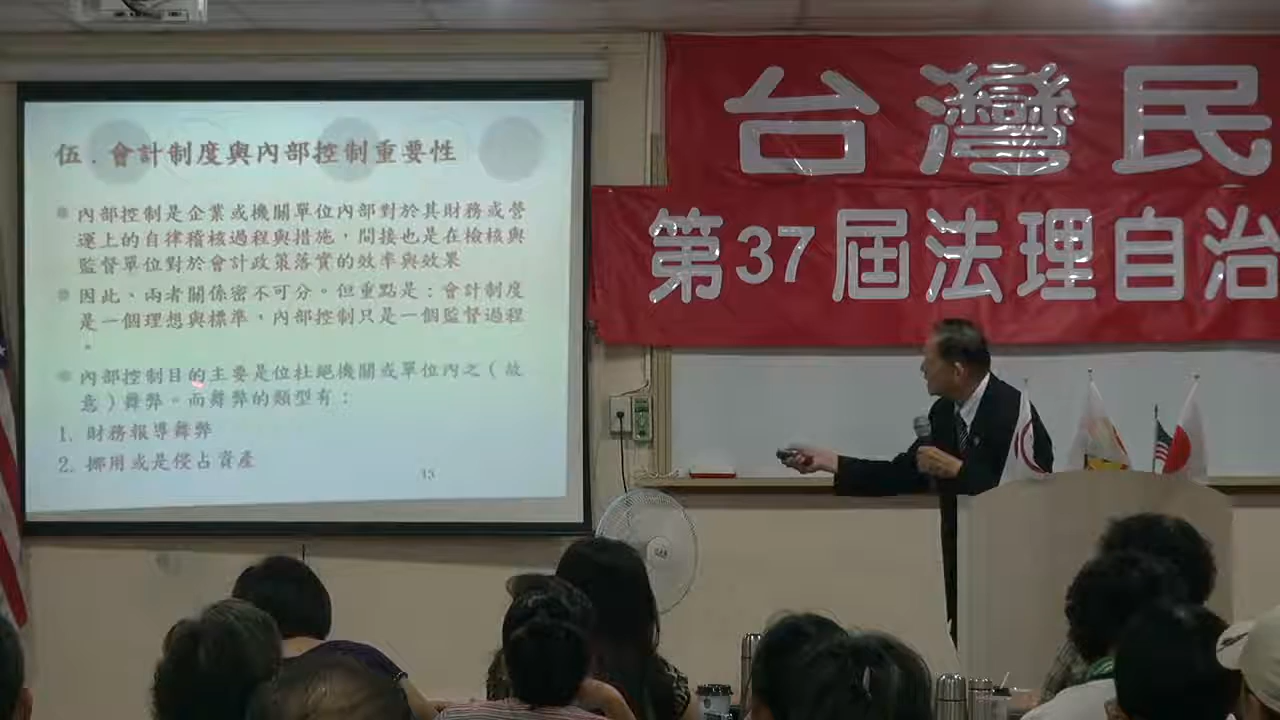 伍．會計制度與內部控制重要性
內部控制是企業或機關單位內部對於其財務或營
運上的自律稽核過程與措施，間接也是在檢核與
監督單位對於會計政策落實的效率與效果
因此、兩者關係密不可分。但重點是：會計制度
是一個理想與標準，內部控制只是一個監督過程
。
內部控制目的主要是位杜絕機關或單位內之（故
意）舞弊。而舞弊的類型有：
1. 財務報導舞弊
2. 挪用或是侵占資產
15
台灣民
第37屆法理自治